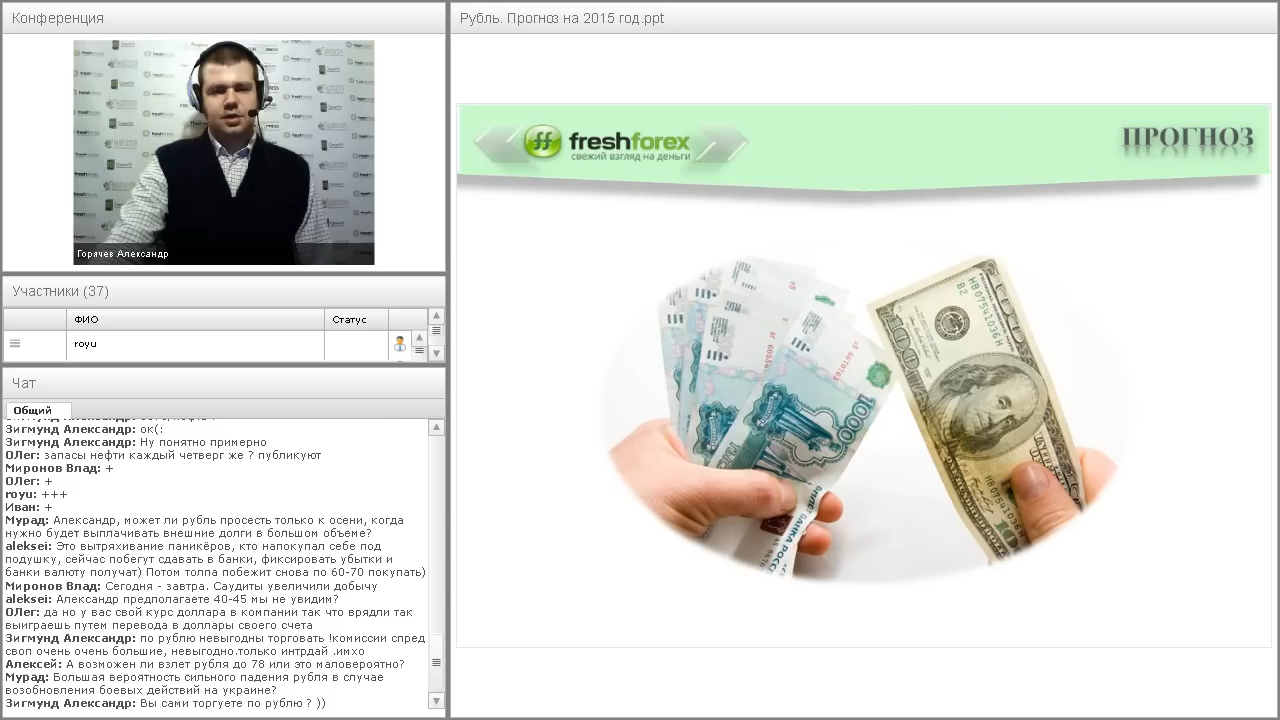 Конференция
Горячев Александр
Участники (37)
ФИО
Статус
royu
Чат
Общий
Зигмунд Александр: ок(:
Зигмунд Александр: Ну понятно примерно
ОЛег: запасы нефти каждый четверг же ? публикуют
Миронов Влад: +
ОЛег: +
royu: +++
Иван: +
Мурад: Александр, может ли рубль просесть только к осени, когда
нужно будет выплачивать внешние долги в большом объеме?
aleksei: Это вытряхивание паникёров, кто напокупал себе под
подушку, сейчас побегут сдавать в банки, фиксировать убытки и
банки валюту получат) Потом толпа побежит снова по 60-70 покупать)
Миронов Влад: Сегодня - завтра. Саудиты увеличили добычу
aleksei: Александр предполагаете 40-45 мы не увидим?
ОЛег: да но у вас свой курс доллара в компании так что врядли так
выиграешь путем перевода в доллары своего счета
Зигмунд Александр: по рублю невыгодны торговать !комиссии спред
своп очень очень большие, невыгодно.только интрдай .имхо
Алексей: А возможен ли взлет рубля до 78 или это маловероятно?
Мурад: Большая вероятность сильного падения рубля в случае
возобновления боевых действий на украине?
Зигмунд Александр: Вы сами торгуете по рублю ? ))
Рубль. Прогноз на 2015 год.ppt
freshforex
свежий взгляд на деньги
ПРОГНОЗ
1000
100
HB 07541036 H
B2